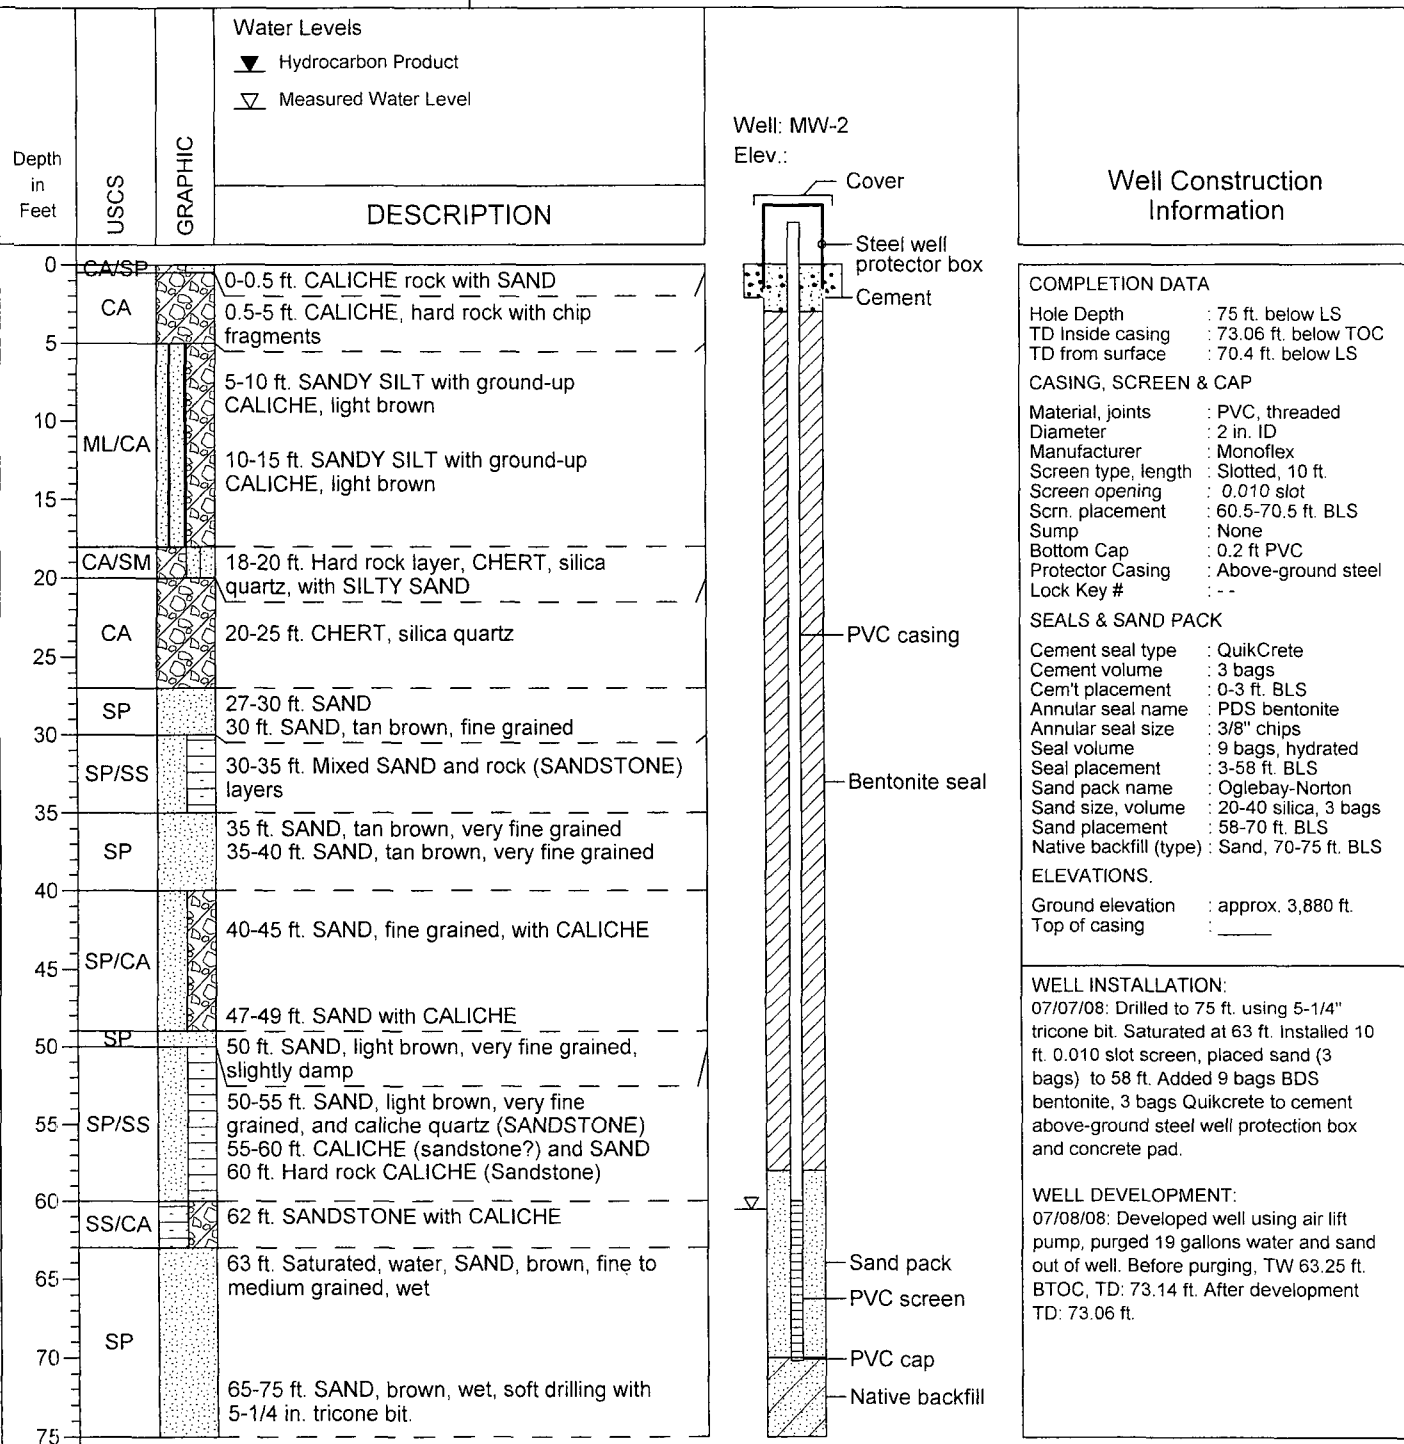 Water Levels
Hydrocarbon Product
Measured Water Level
Depth
in
Feet
USCS
GRAPHIC
DESCRIPTION
Well: MW-2
Elev.:
Cover
Steel well
protector box
Cement
PVC casing
Bentonite seal
Sand pack
PVC screen
PVC cap
Native backfill
Well Construction
Information
0
5
10
15
20
25
30
35
40
45
50
55
60
65
70
75
CA/SP
CA
ML/CA
CA/SM
CA
SP
SP/SS
SP
SP/CA
SP
SP/SS
SS/CA
SP
0-0.5 ft. CALICHE rock with SAND
0.5-5 ft. CALICHE, hard rock with chip
fragments
5-10 ft. SANDY SILT with ground-up
CALICHE, light brown
10-15 ft. SANDY SILT with ground-up
CALICHE, light brown
18-20 ft. Hard rock layer, CHERT, silica
quartz, with SILTY SAND
20-25 ft. CHERT, silica quartz
27-30 ft. SAND
30 ft. SAND, tan brown, fine grained
30-35 ft. Mixed SAND and rock (SANDSTONE)
layers
35 ft. SAND, tan brown, very fine grained
35-40 ft. SAND, tan brown, very fine grained
40-45 ft. SAND, fine grained, with CALICHE
47-49 ft. SAND with CALICHE
50 ft. SAND, light brown, very fine grained,
slightly damp
50-55 ft. SAND, light brown, very fine
grained, and caliche quartz (SANDSTONE)
55-60 ft. CALICHE (sandstone?) and SAND
60 ft. Hard rock CALICHE (Sandstone)
62 ft. SANDSTONE with CALICHE
63 ft. Saturated, water, SAND, brown, fine to
medium grained, wet
65-75 ft. SAND, brown, wet, soft drilling with
5-1/4 in. tricone bit.
COMPLETION DATA
Hole Depth : 75 ft. below LS
TD Inside casing : 73.06 ft. below TOC
TD from surface : 70.4 ft. below LS
CASING, SCREEN & CAP
Material, joints : PVC, threaded
Diameter : 2 in. ID
Manufacturer : Monoflex
Screen type, length : Slotted, 10 ft.
Screen opening : 0.010 slot
Scrn. placement : 60.5-70.5 ft. BLS
Sump : None
Bottom Cap : 0.2 ft PVC
Protector Casing : Above-ground steel
Lock Key # : - -
SEALS & SAND PACK
Cement seal type : QuikCrete
Cement volume : 3 bags
Cem't placement : 0-3 ft. BLS
Annular seal name : PDS bentonite
Annular seal size : 3/8" chips
Seal volume : 9 bags, hydrated
Seal placement : 3-58 ft. BLS
Sand pack name : Oglebay-Norton
Sand size, volume : 20-40 silica, 3 bags
Sand placement : 58-70 ft. BLS
Native backfill (type) : Sand, 70-75 ft. BLS
ELEVATIONS.
Ground elevation : approx. 3,880 ft.
Top of casing : _____
WELL INSTALLATION:
07/07/08: Drilled to 75 ft. using 5-1/4"
tricone bit. Saturated at 63 ft. Installed 10
ft. 0.010 slot screen, placed sand (3
bags) to 58 ft. Added 9 bags BDS
bentonite, 3 bags Quikcrete to cement
above-ground steel well protection box
and concrete pad.
WELL DEVELOPMENT:
07/08/08: Developed well using air lift
pump, purged 19 gallons water and sand
out of well. Before purging, TW 63.25 ft.
BTOC, TD: 73.14 ft. After development
TD: 73.06 ft.